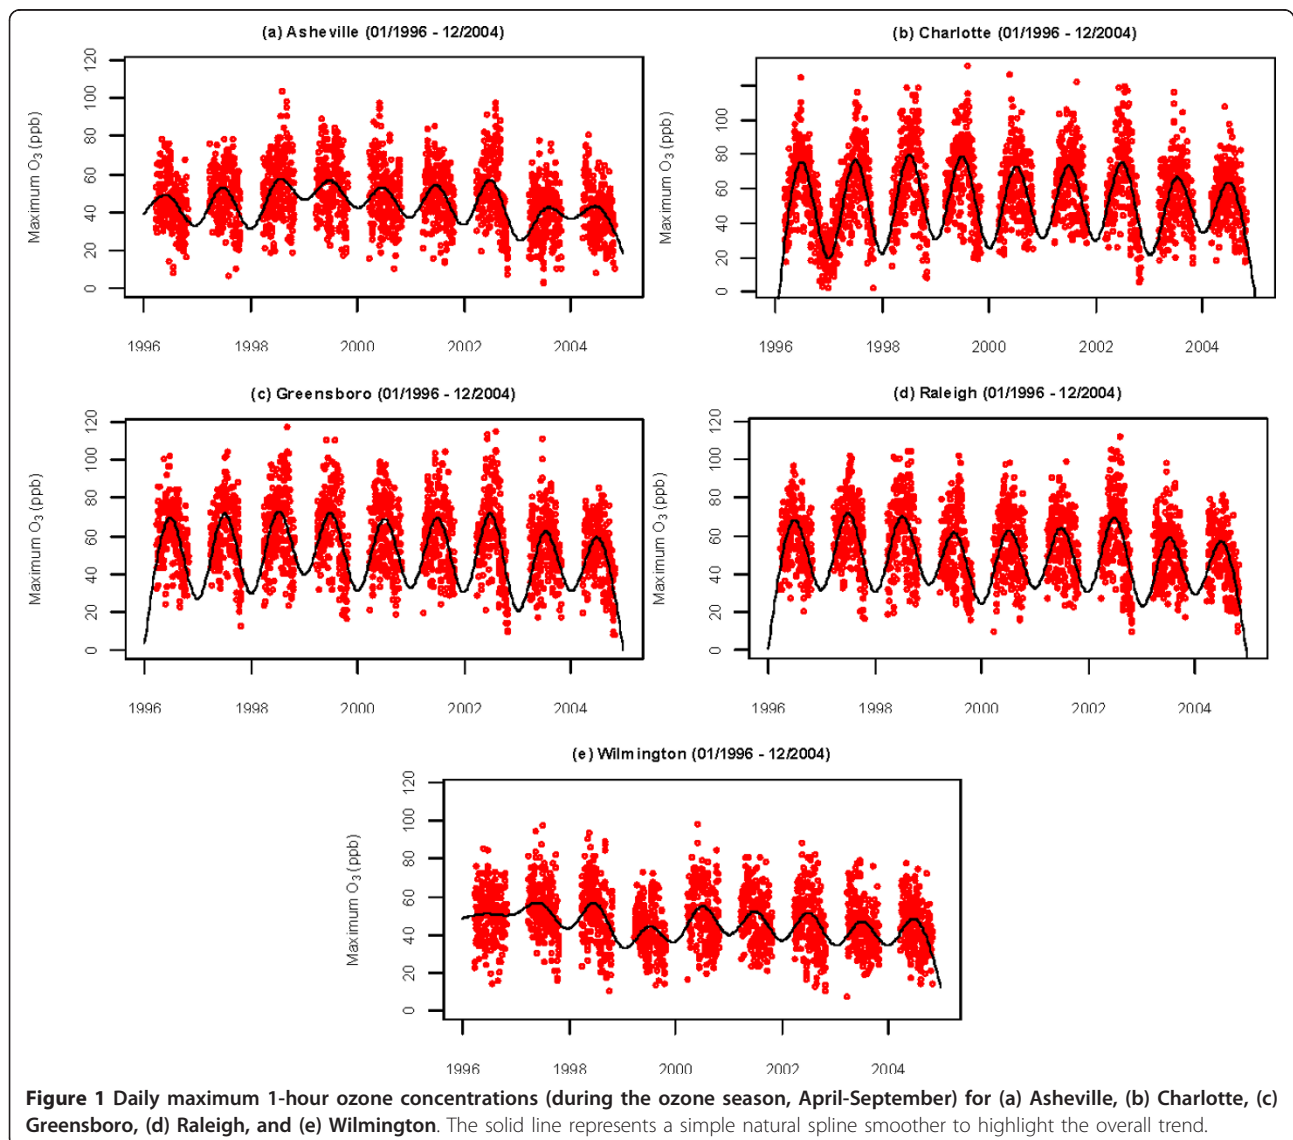 (a) Asheville (01/1996 - 12/2004)
Maximum O3 (ppb)
120
100
80
60
40
20
0
1996 1998 2000 2002 2004
(b) Charlotte (01/1996 - 12/2004)
Maximum O3 (ppb)
100
80
60
40
20
0
1996 1998 2000 2002 2004
(c) Greensboro (01/1996 - 12/2004)
Maximum O3 (ppb)
120
100
80
60
40
20
0
1996 1998 2000 2002 2004
(d) Raleigh (01/1996 - 12/2004)
Maximum O3 (ppb)
120
100
80
60
40
20
0
1996 1998 2000 2002 2004
(e) Wilmington (01/1996 - 12/2004)
Maximum O3 (ppb)
120
100
80
60
40
20
0
1996 1998 2000 2002 2004
Figure 1 Daily maximum 1-hour ozone concentrations (during the ozone season, April-September) for (a) Asheville, (b) Charlotte, (c)
Greensboro, (d) Raleigh, and (e) Wilmington. The solid line represents a simple natural spline smoother to highlight the overall trend.